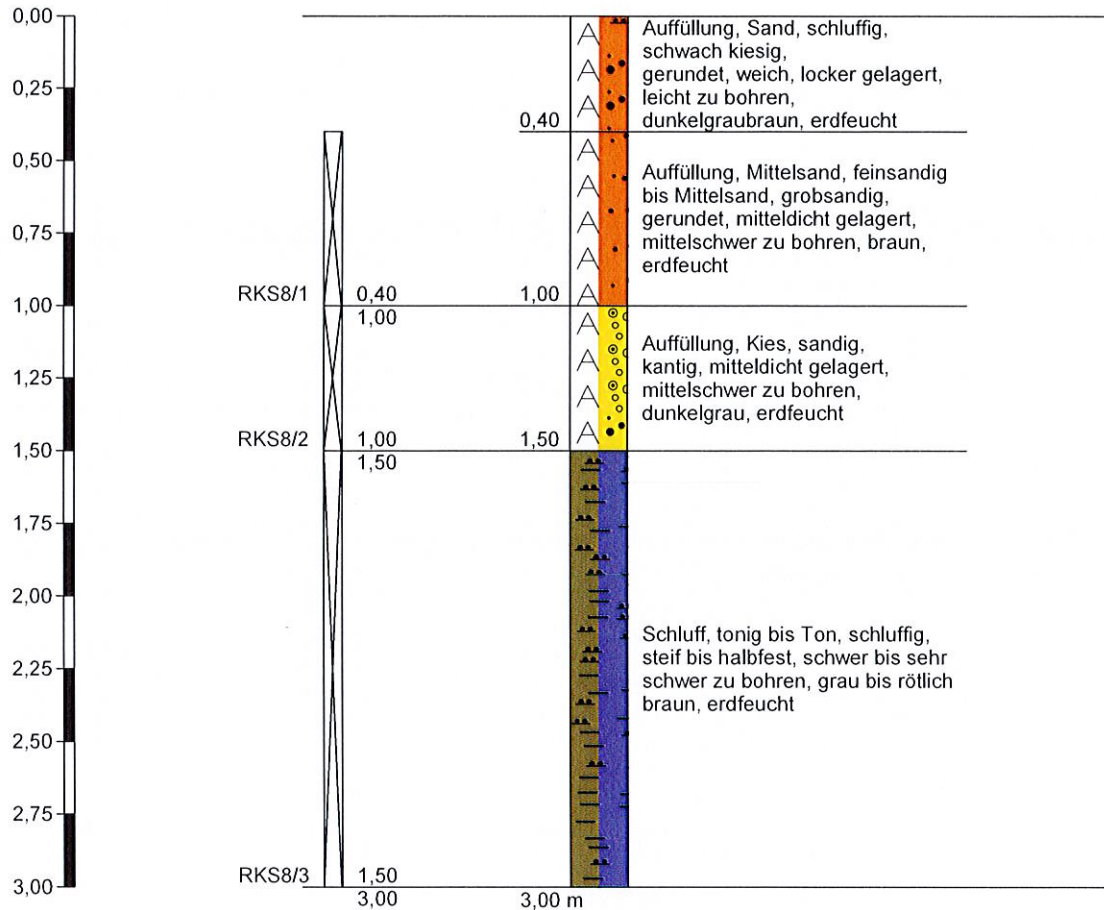 0,00
0,25
0,50
0,75
1,00
1,25
1,50
1,75
2,00
2,25
2,50
2,75
3,00
RKS8/1
0,40
1,00
RKS8/2
1,00
1,50
RKS8/3
1,50
3,00
0,40
1,00
1,50
3,00 m
Auffüllung, Sand, schluffig,
schwach kiesig,
gerundet, weich, locker gelagert,
leicht zu bohren,
dunkelgraubraun, erdfeucht
Auffüllung, Mittelsand, feinsandig
bis Mittelsand, grobsandig,
gerundet, mitteldicht gelagert,
mittelschwer zu bohren, braun,
erdfeucht
Auffüllung, Kies, sandig,
kantig, mitteldicht gelagert,
mittelschwer zu bohren,
dunkelgrau, erdfeucht
Schluff, tonig bis Ton, schluffig,
steif bis halbfest, schwer bis sehr
schwer zu bohren, grau bis rötlich
braun, erdfeucht